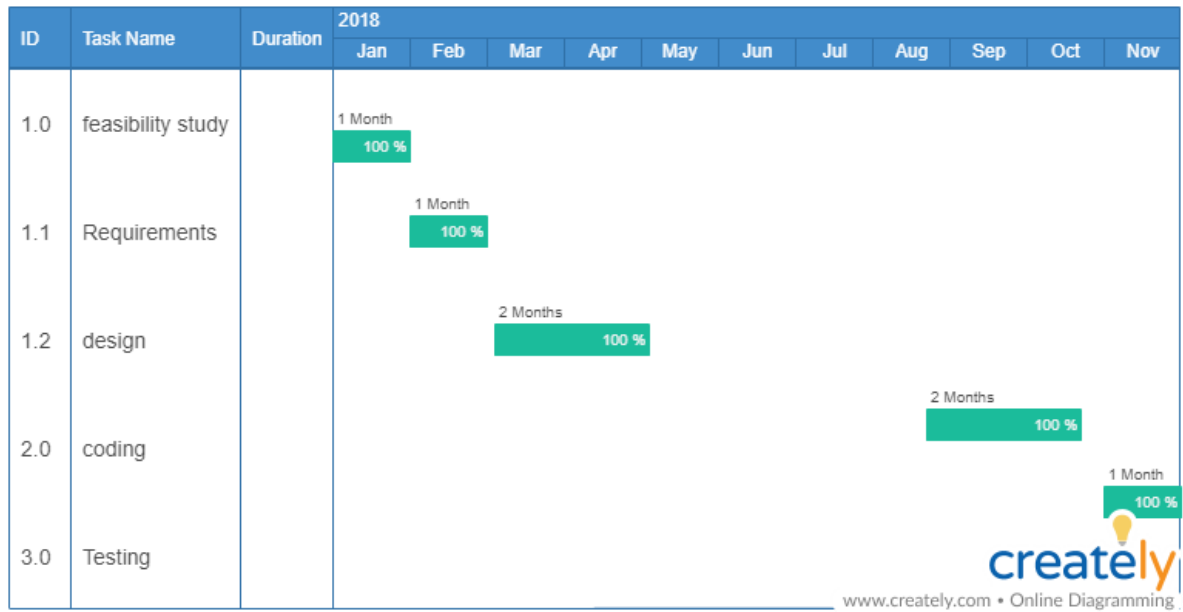 ID Task Name Duration 2018
Jan Feb Mar Apr May Jun Jul Aug Sep Oct Nov
1.0 feasibility study 1 Month
100 %
1 Month
1.1 Requirements 100 %
2 Months
1.2 design 100 %
2 Months
100 %
2.0 coding
1 Month
100 %
3.0 Testing
creately
www.creately.com • Online Diagramming